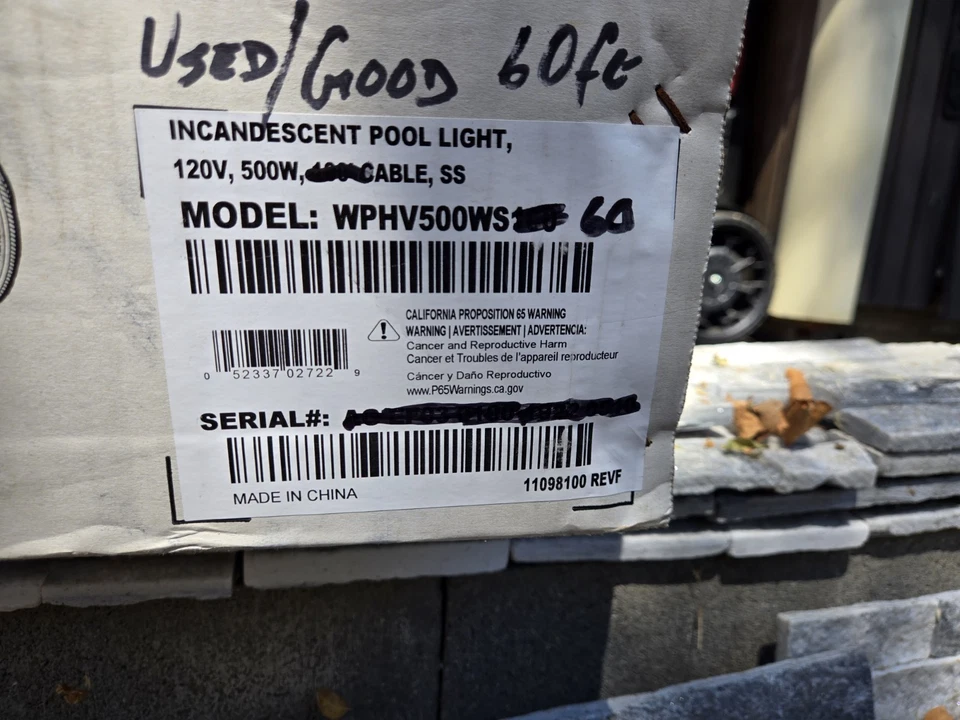 USED/GOOD 60ft
INCANDESCENT POOL LIGHT,
120V, 500W, CABLE, SS
MODEL: WPHV500WS 60
CALIFORNIA PROPOSITION 65 WARNING
WARNING | AVERTISSEMENT | ADVERTENCIA:
Cancer and Reproductive Harm
Cancer et Troubles de l'appareil reproducteur
Cáncer y Daño Reproductivo
www.P65Warnings.ca.gov
0 52337 02722 9
SERIAL#:
MADE IN CHINA
11098100 REVF